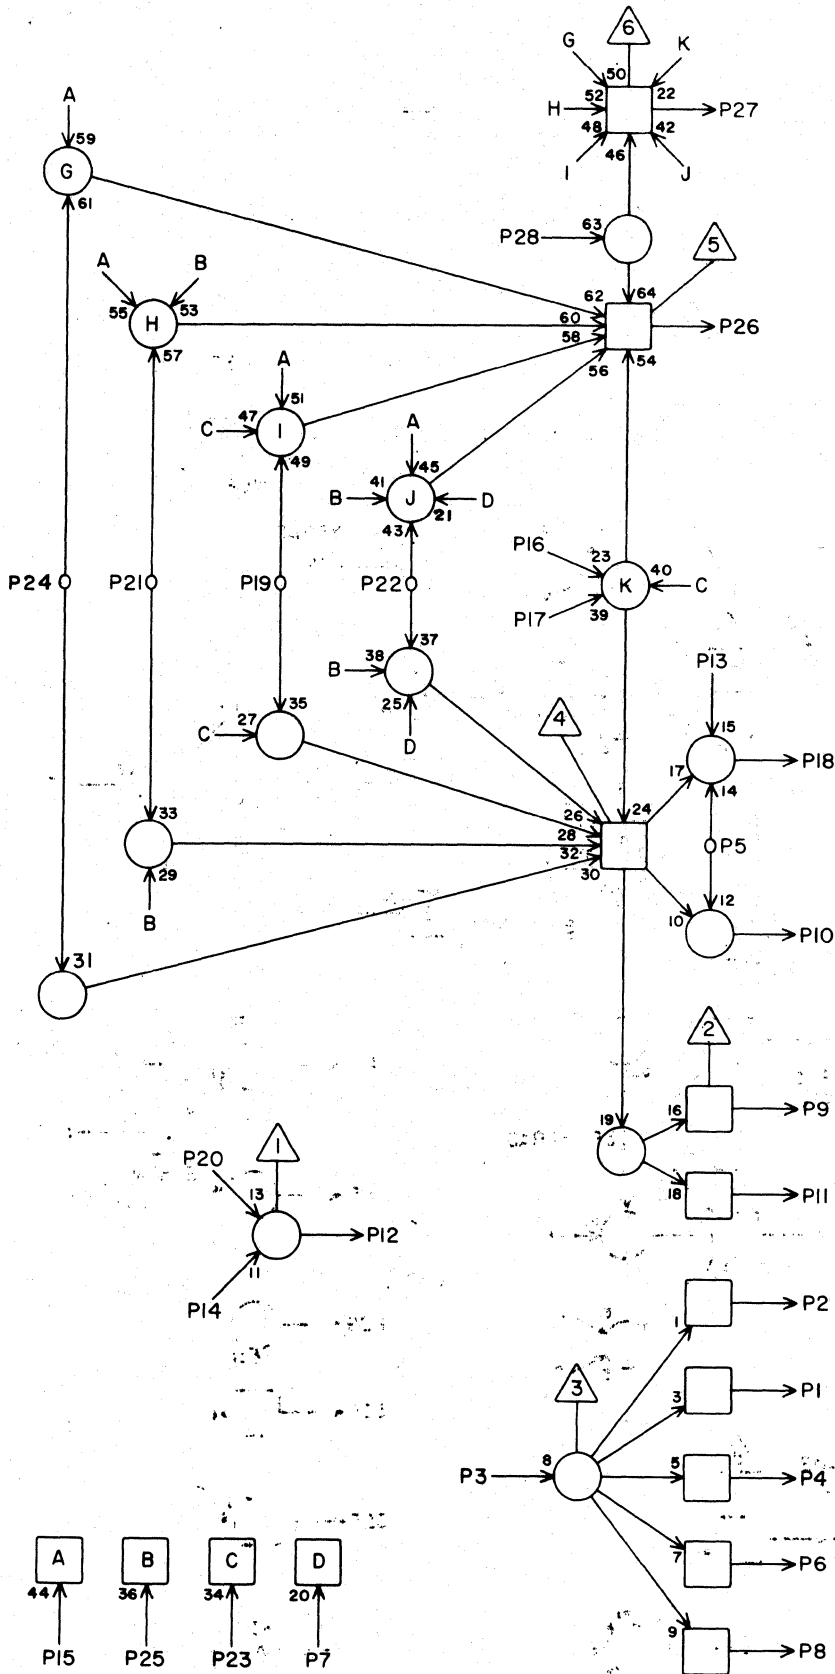 6
G K
50
52 22
H P27
48 42
46
I J
A
59
G
61
P28 63
5
A B
62 64
55 53
H
60 P26
57
58
56 54
A
51
C 47
I
49
A
45
41
B J D
21
43
P16
23
40
K C
39
P17
P24 P21 P19 P22
38 37
B
25
D
P13
35
27
C
4
15
P18
17
14
33
26 24
28
32
30
29
P5
12
10
P10
B
31
2
19 16
P9
18
P11
1
P20
13
P12
11
P14
P2
1
3
3
P1
8
P3
5
P4
7
P6
9
P8
A B C D
44 36 34 20
P15 P25 P23 P7